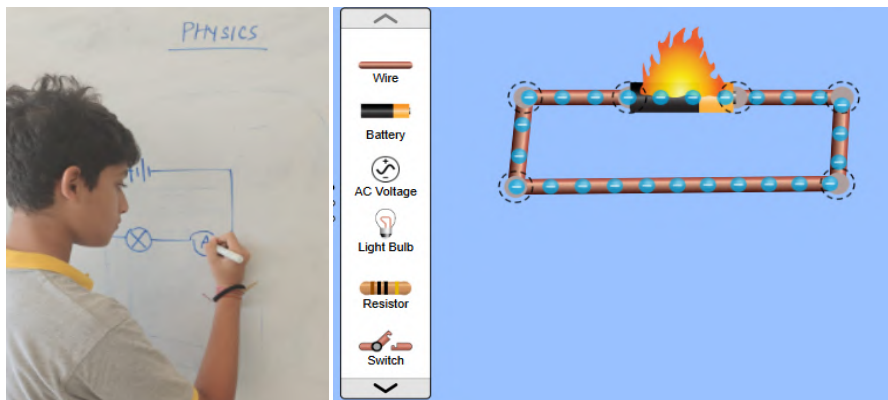 PHYSICS
A
Wire
Battery
AC Voltage
Light Bulb
Resistor
Switch